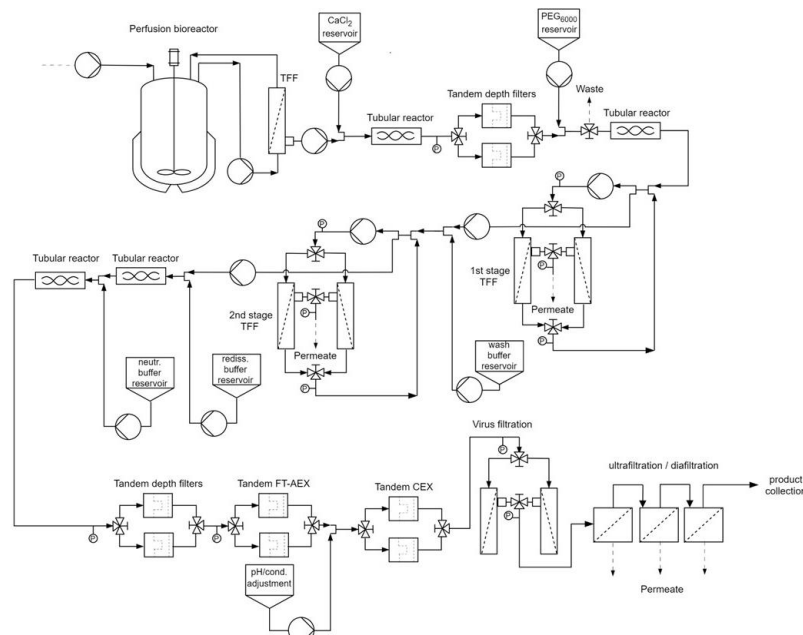 CaCl2
reservoir
PEG6000
reservoir
Perfusion bioreactor
TFF
Waste
Tubular reactor
Tandem depth filters
Tubular reactor
P
P
P
Tubular reactor
Tubular reactor
1st stage
TFF
P
2nd stage
TFF
P
Permeate
P
Permeate
P
neutr.
buffer
reservoir
rediss.
buffer
reservoir
wash
buffer
reservoir
Virus filtration
P
ultrafiltration / diafiltration
product
collection
Tandem depth filters
Tandem FT-AEX
Tandem CEX
P
P
P
pH/cond.
adjustment
Permeate